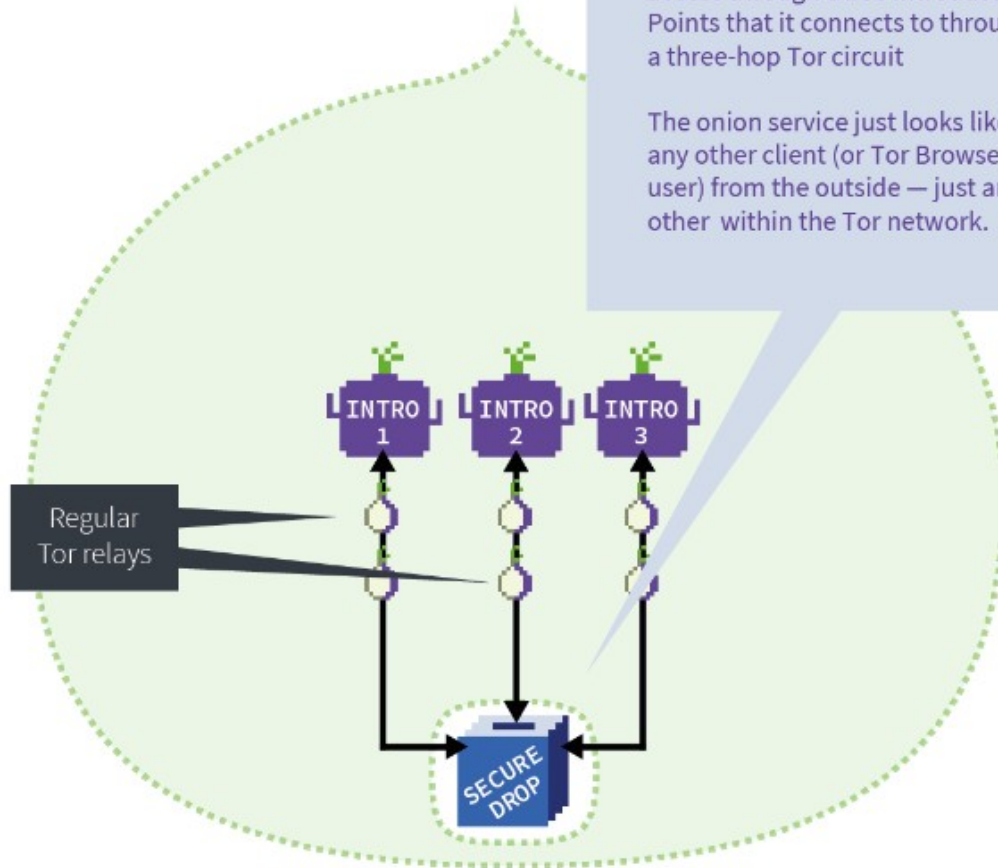 Points that it connects to throu
a three-hop Tor circuit
The onion service just looks like
any other client (or Tor Browse
user) from the outside — just an
other within the Tor network.
INTRO
1
INTRO
2
INTRO
3
Regular
Tor relays
SECURE
DROP